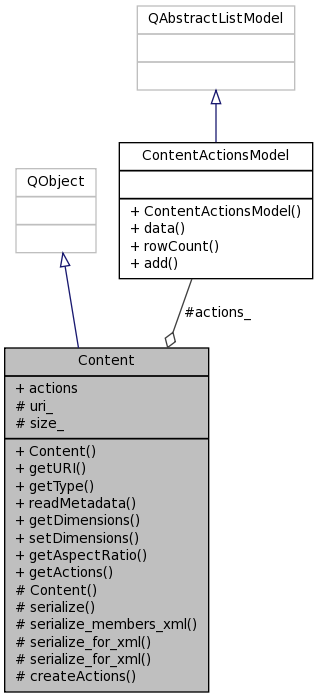 QAbstractListModel
ContentActionsModel
+ ContentActionsModel()
+ data()
+ rowCount()
+ add()
QObject
#actions_
Content
+ actions
# uri_
# size_
+ Content()
+ getURI()
+ getType()
+ readMetadata()
+ getDimensions()
+ setDimensions()
+ getAspectRatio()
+ getActions()
# Content()
# serialize()
# serialize_members_xml()
# serialize_for_xml()
# serialize_for_xml()
# createActions()